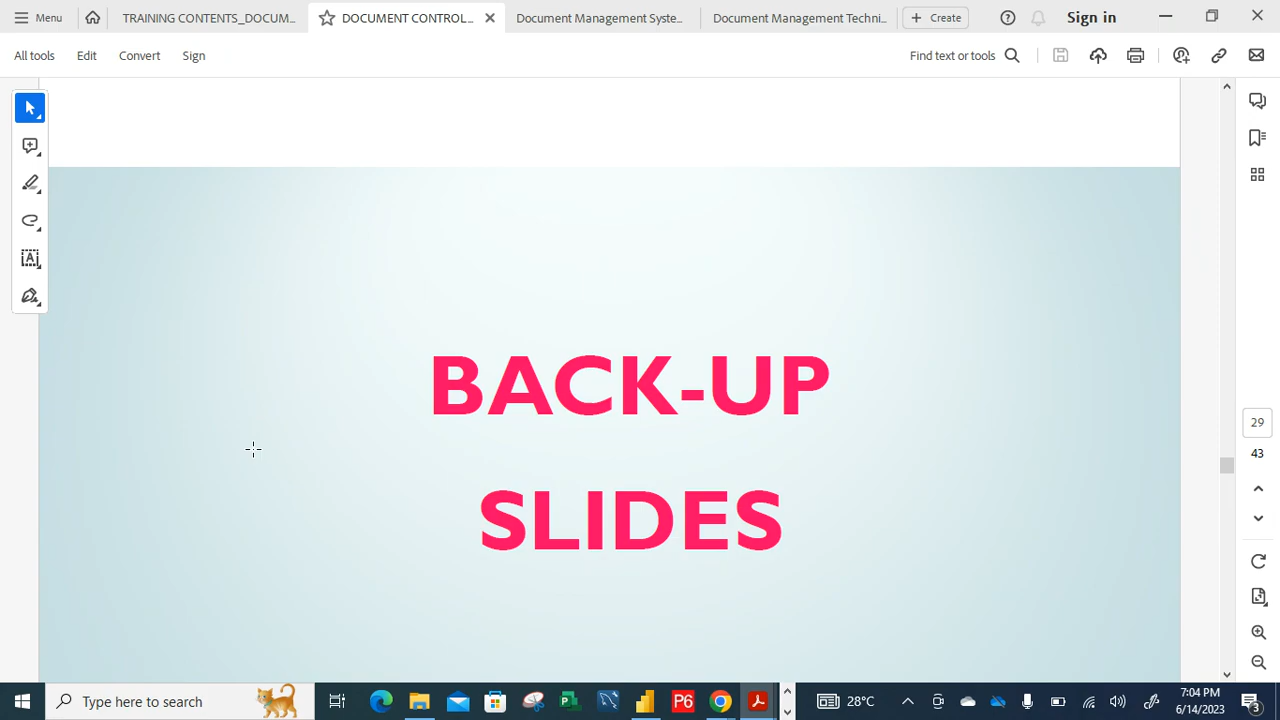 Menu
TRAINING CONTENTS_DOCUM...
DOCUMENT CONTROL...
Document Management Syste...
Document Management Techni...
Create
Sign in
All tools
Edit
Convert
Sign
Find text or tools
BACK-UP
SLIDES
29
43
Type here to search
28°C
7:04 PM
6/14/2023
3
P6